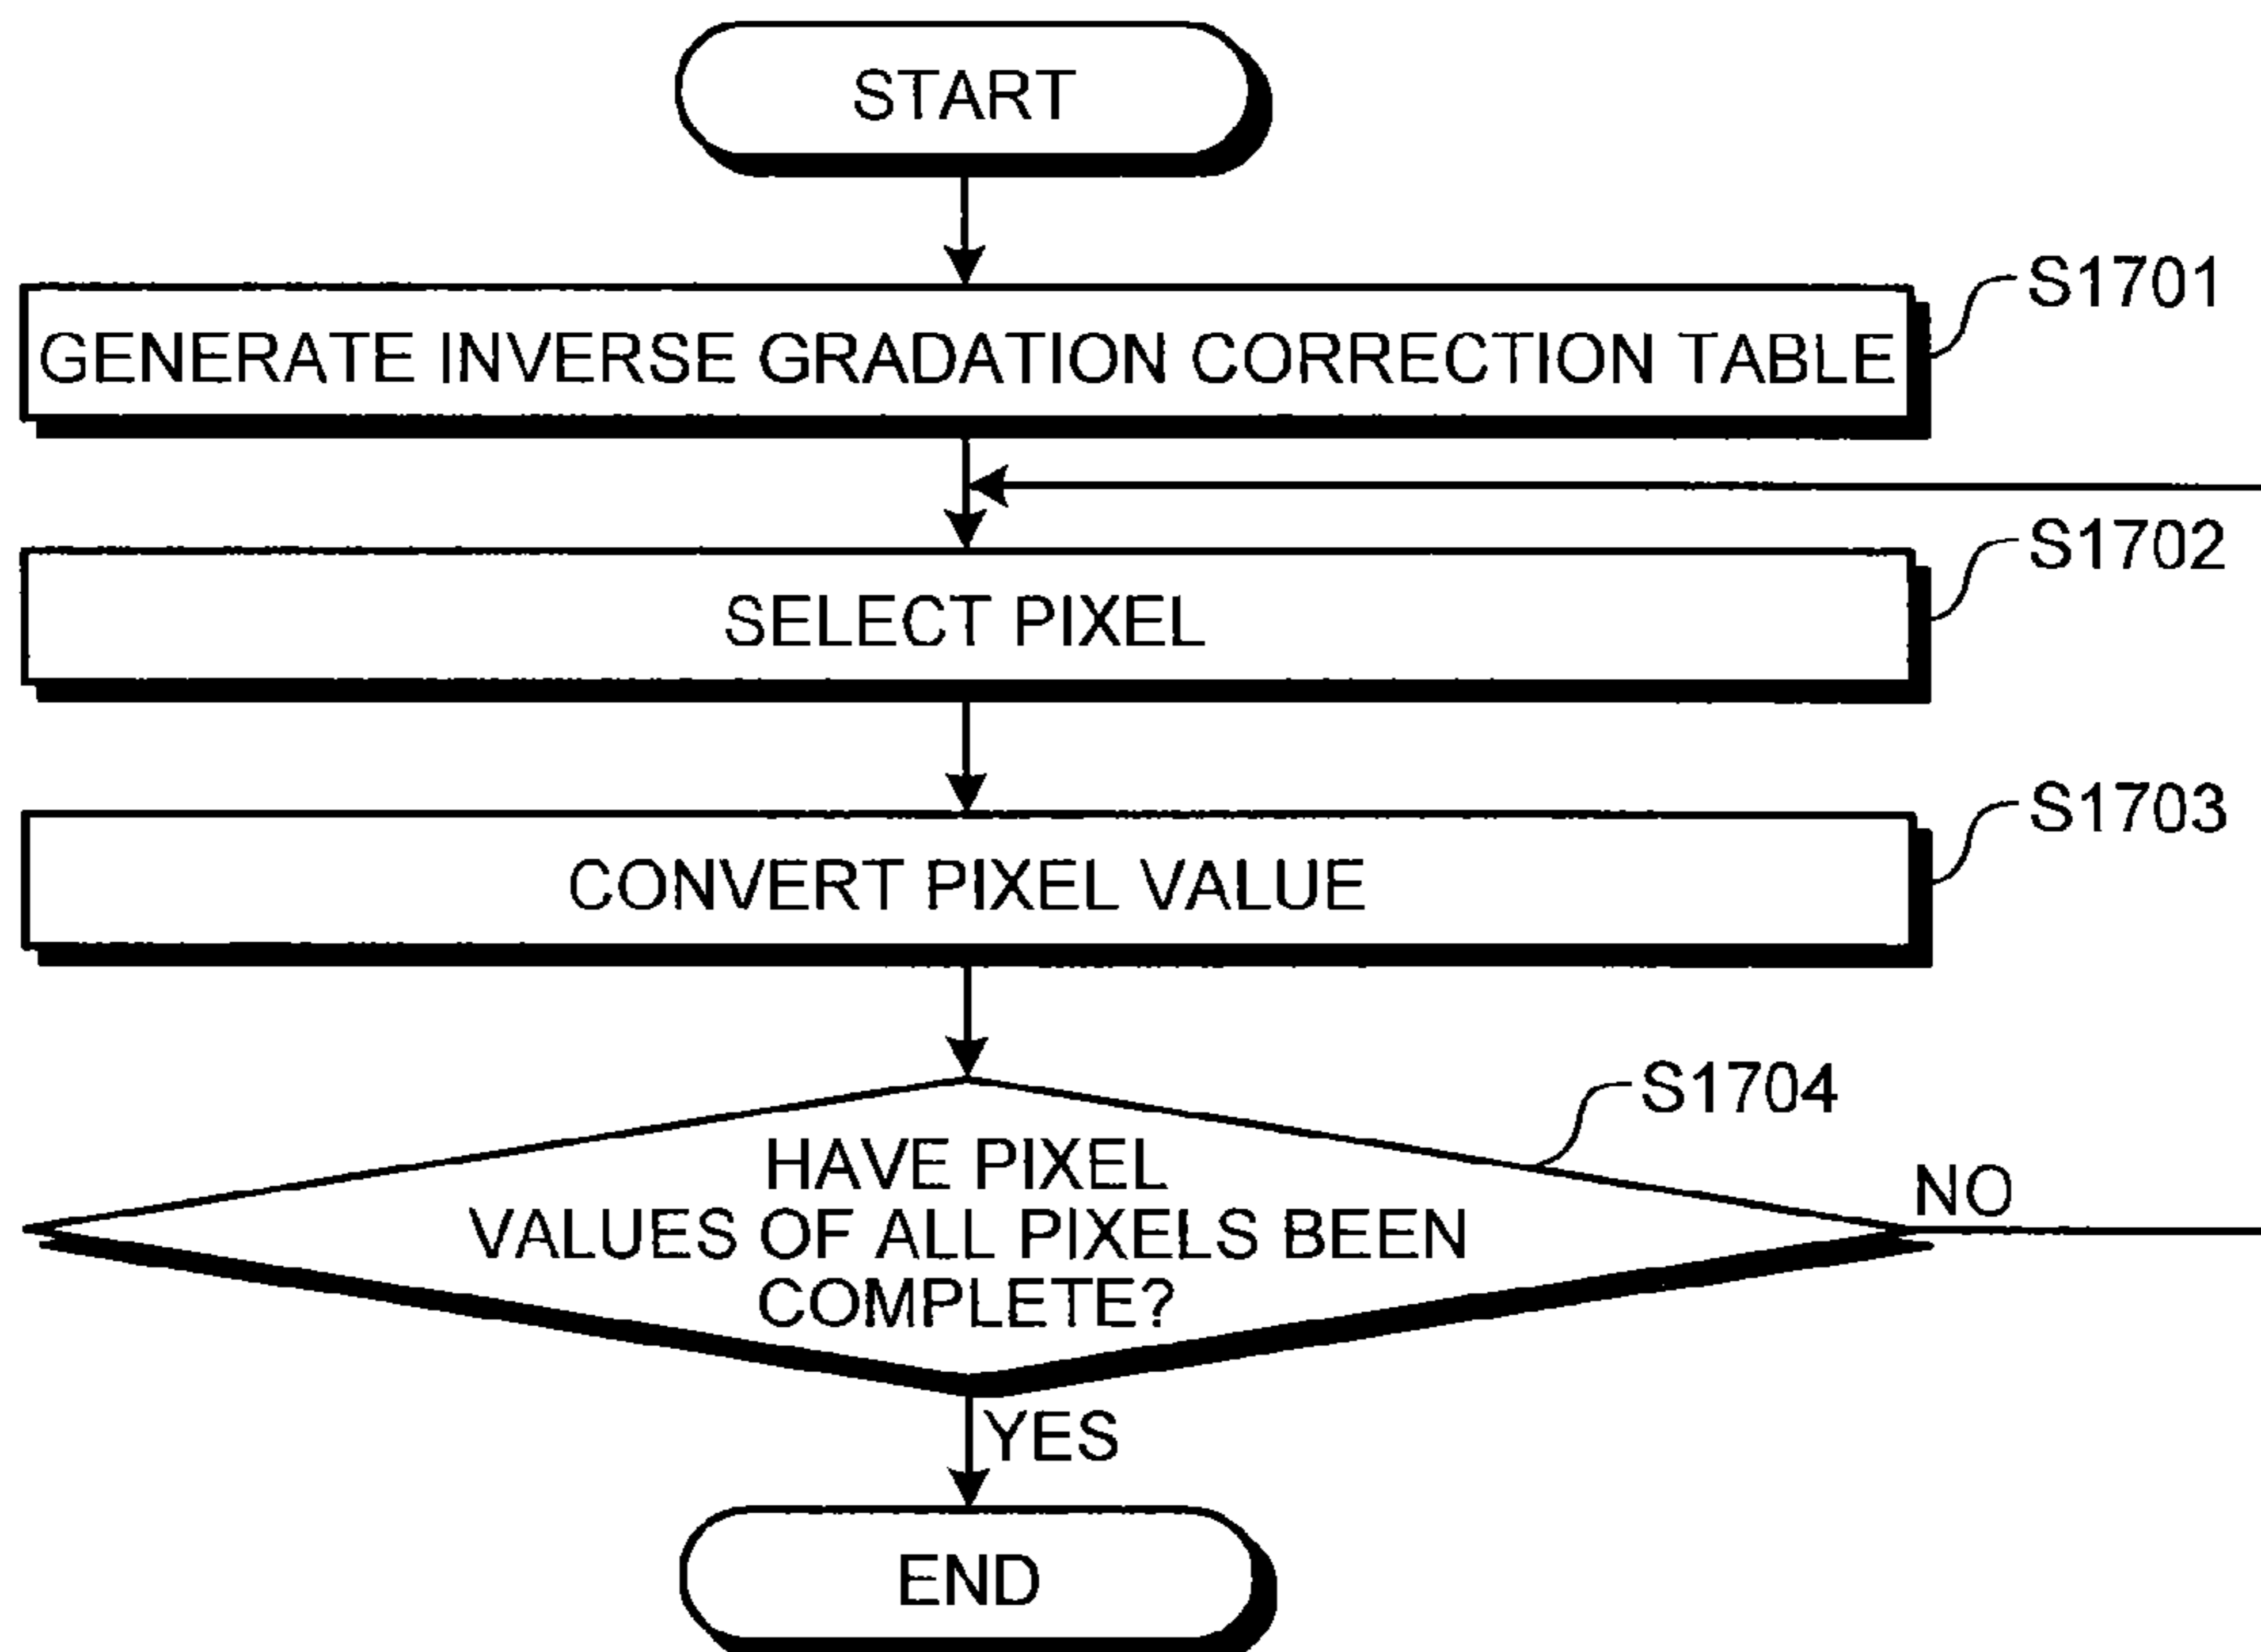 START
S1701
GENERATE INVERSE GRADATION CORRECTION TABLE
S1702
SELECT PIXEL
S1703
CONVERT PIXEL VALUE
S1704
HAVE PIXEL
VALUES OF ALL PIXELS BEEN
COMPLETE?
NO
YES
END